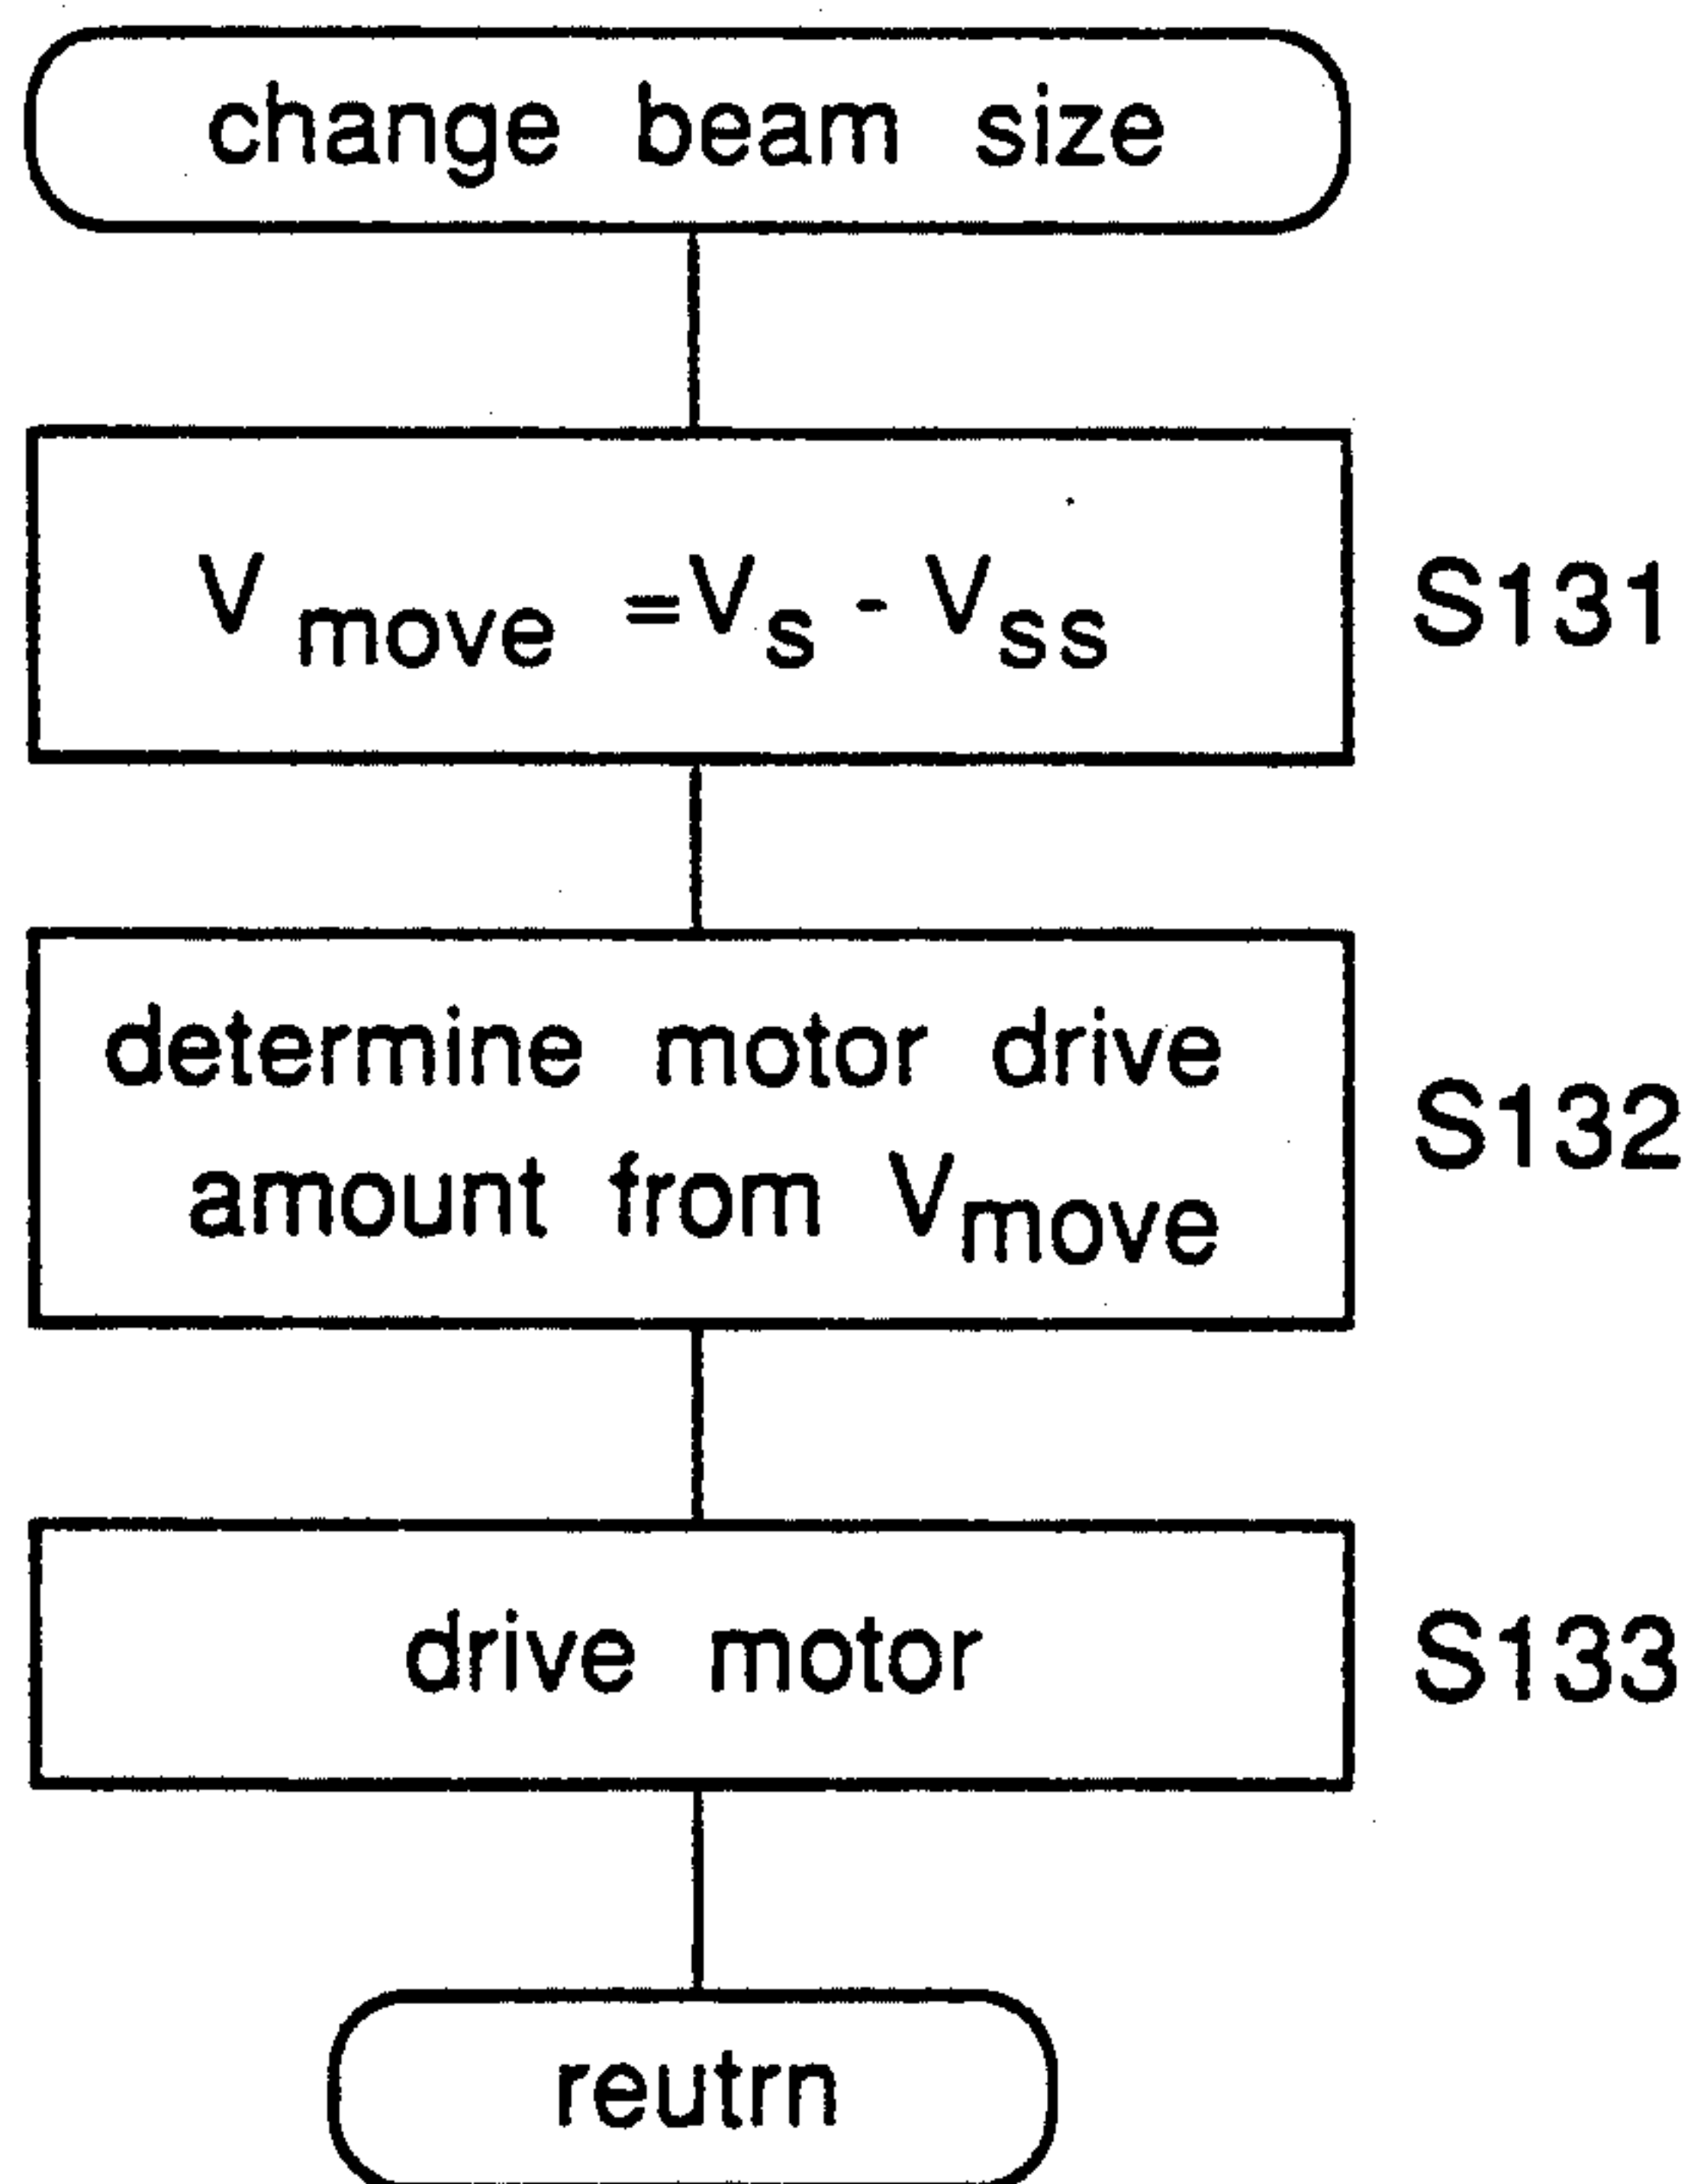 change beam size
V move = Vs - Vss
S131
determine motor drive
amount from Vmove
S132
drive motor
S133
reutrn